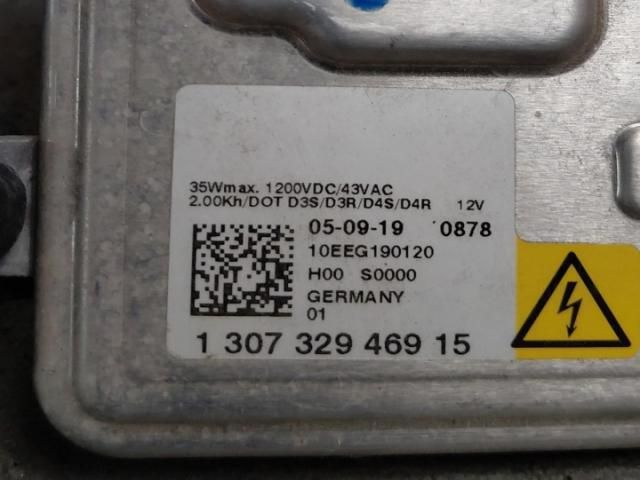 35Wmax. 1200VDC/43VAC
2.00Kh/DOT D3S/D3R/D4S/D4R 12V
05-09-19 0878
10EEG190120
H00 S0000
GERMANY
01
1 307 329 469 15